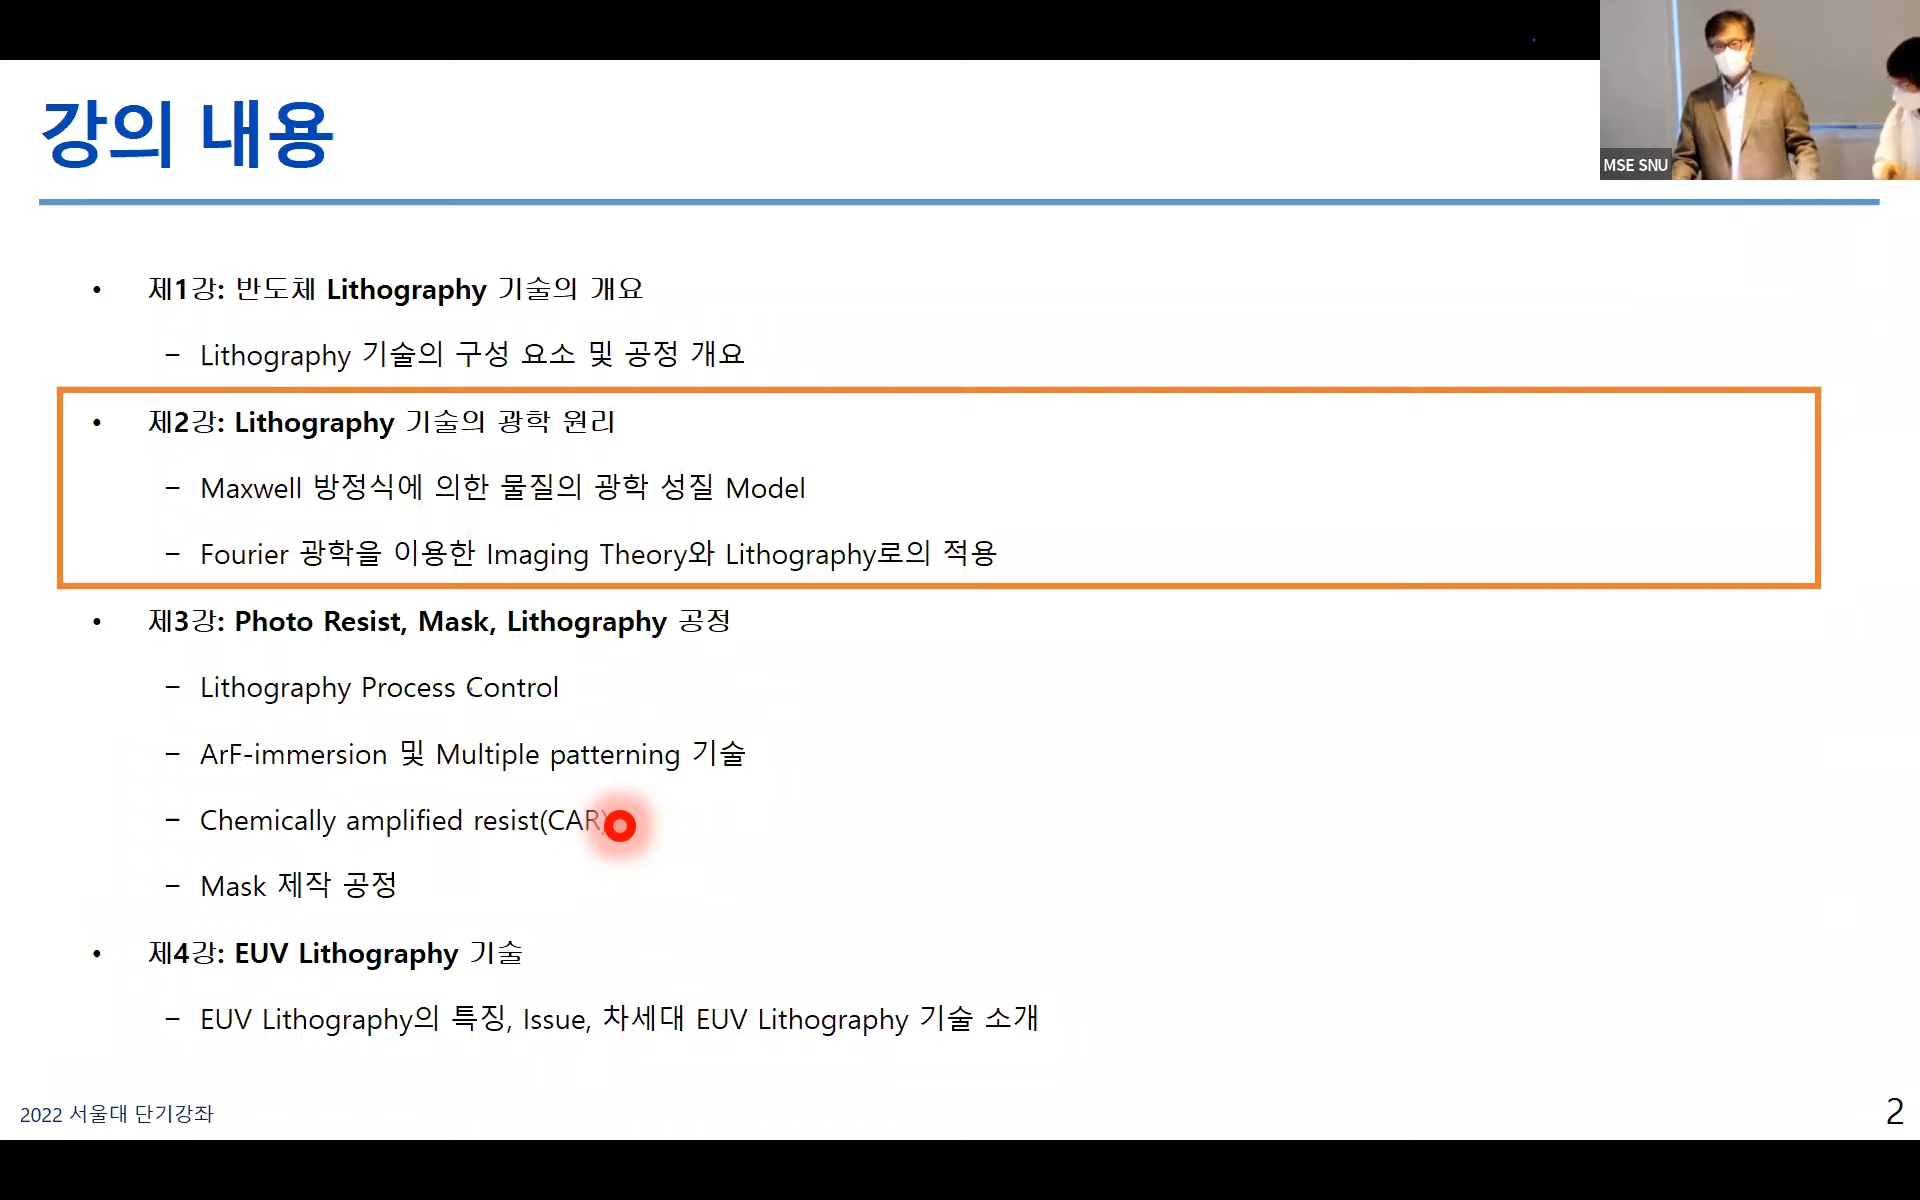 강의 내용
MSE SNU
• 제1강: 반도체 Lithography 기술의 개요
– Lithography 기술의 구성 요소 및 공정 개요
• 제2강: Lithography 기술의 광학 원리
– Maxwell 방정식에 의한 물질의 광학 성질 Model
– Fourier 광학을 이용한 Imaging Theory와 Lithography로의 적용
• 제3강: Photo Resist, Mask, Lithography 공정
– Lithography Process Control
– ArF-immersion 및 Multiple patterning 기술
– Chemically amplified resist(CAR)
– Mask 제작 공정
• 제4강: EUV Lithography 기술
– EUV Lithography의 특징, Issue, 차세대 EUV Lithography 기술 소개
2022 서울대 단기강좌
2